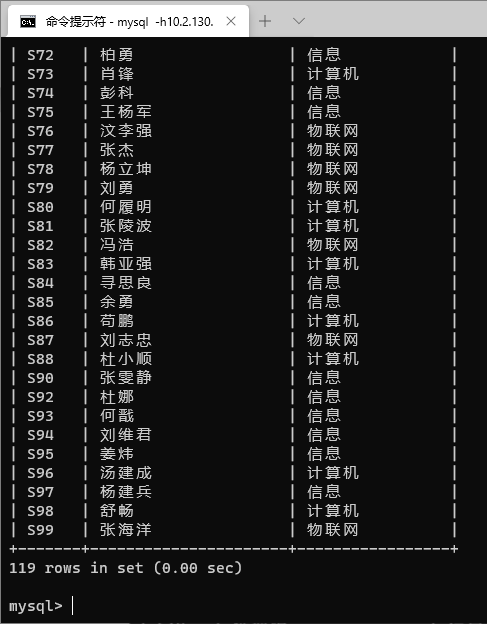 命令提示符 - mysql -h10.2.130.
| S72 | 柏勇 | 信息 |
| S73 | 肖锋 | 计算机 |
| S74 | 彭科 | 信息 |
| S75 | 王杨军 | 信息 |
| S76 | 汶李强 | 物联网 |
| S77 | 张杰 | 物联网 |
| S78 | 杨立坤 | 物联网 |
| S79 | 刘勇 | 物联网 |
| S80 | 何履明 | 计算机 |
| S81 | 张陵波 | 计算机 |
| S82 | 冯浩 | 物联网 |
| S83 | 韩亚强 | 计算机 |
| S84 | 寻思良 | 信息 |
| S85 | 余勇 | 信息 |
| S86 | 苟鹏 | 计算机 |
| S87 | 刘志忠 | 物联网 |
| S88 | 杜小顺 | 计算机 |
| S90 | 张雯静 | 信息 |
| S92 | 杜娜 | 信息 |
| S93 | 何戬 | 信息 |
| S94 | 刘维君 | 信息 |
| S95 | 姜炜 | 信息 |
| S96 | 汤建成 | 计算机 |
| S97 | 杨建兵 | 信息 |
| S98 | 舒畅 | 计算机 |
| S99 | 张海洋 | 物联网 |
+-------+--------------------+----------------+
119 rows in set (0.00 sec)
mysql>